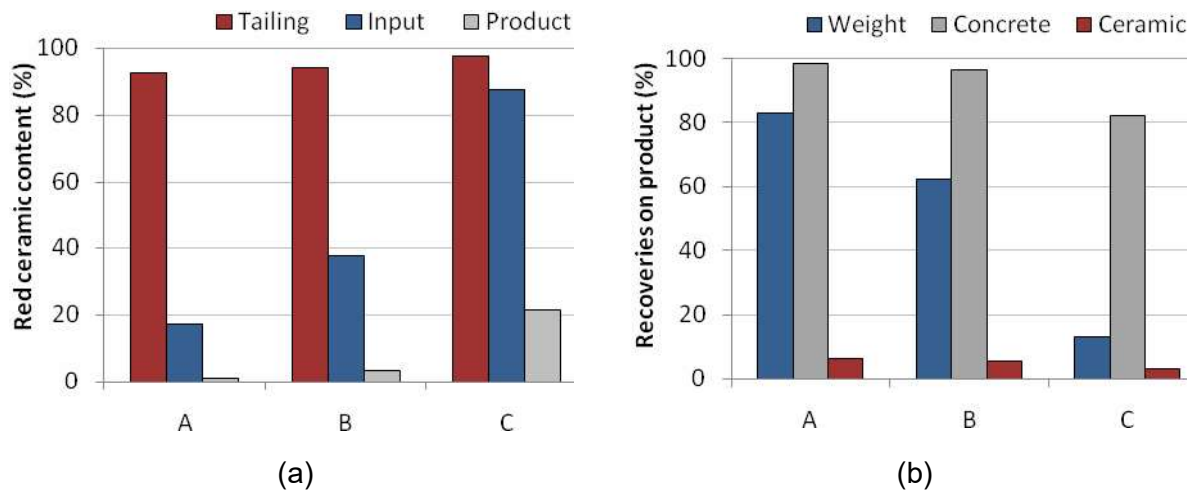 Tailing Input Product
Red ceramic content (%)
100
80
60
40
20
0
A B C
(a)
Weight Concrete Ceramic
Recoveries on product (%)
100
80
60
40
20
0
A B C
(b)